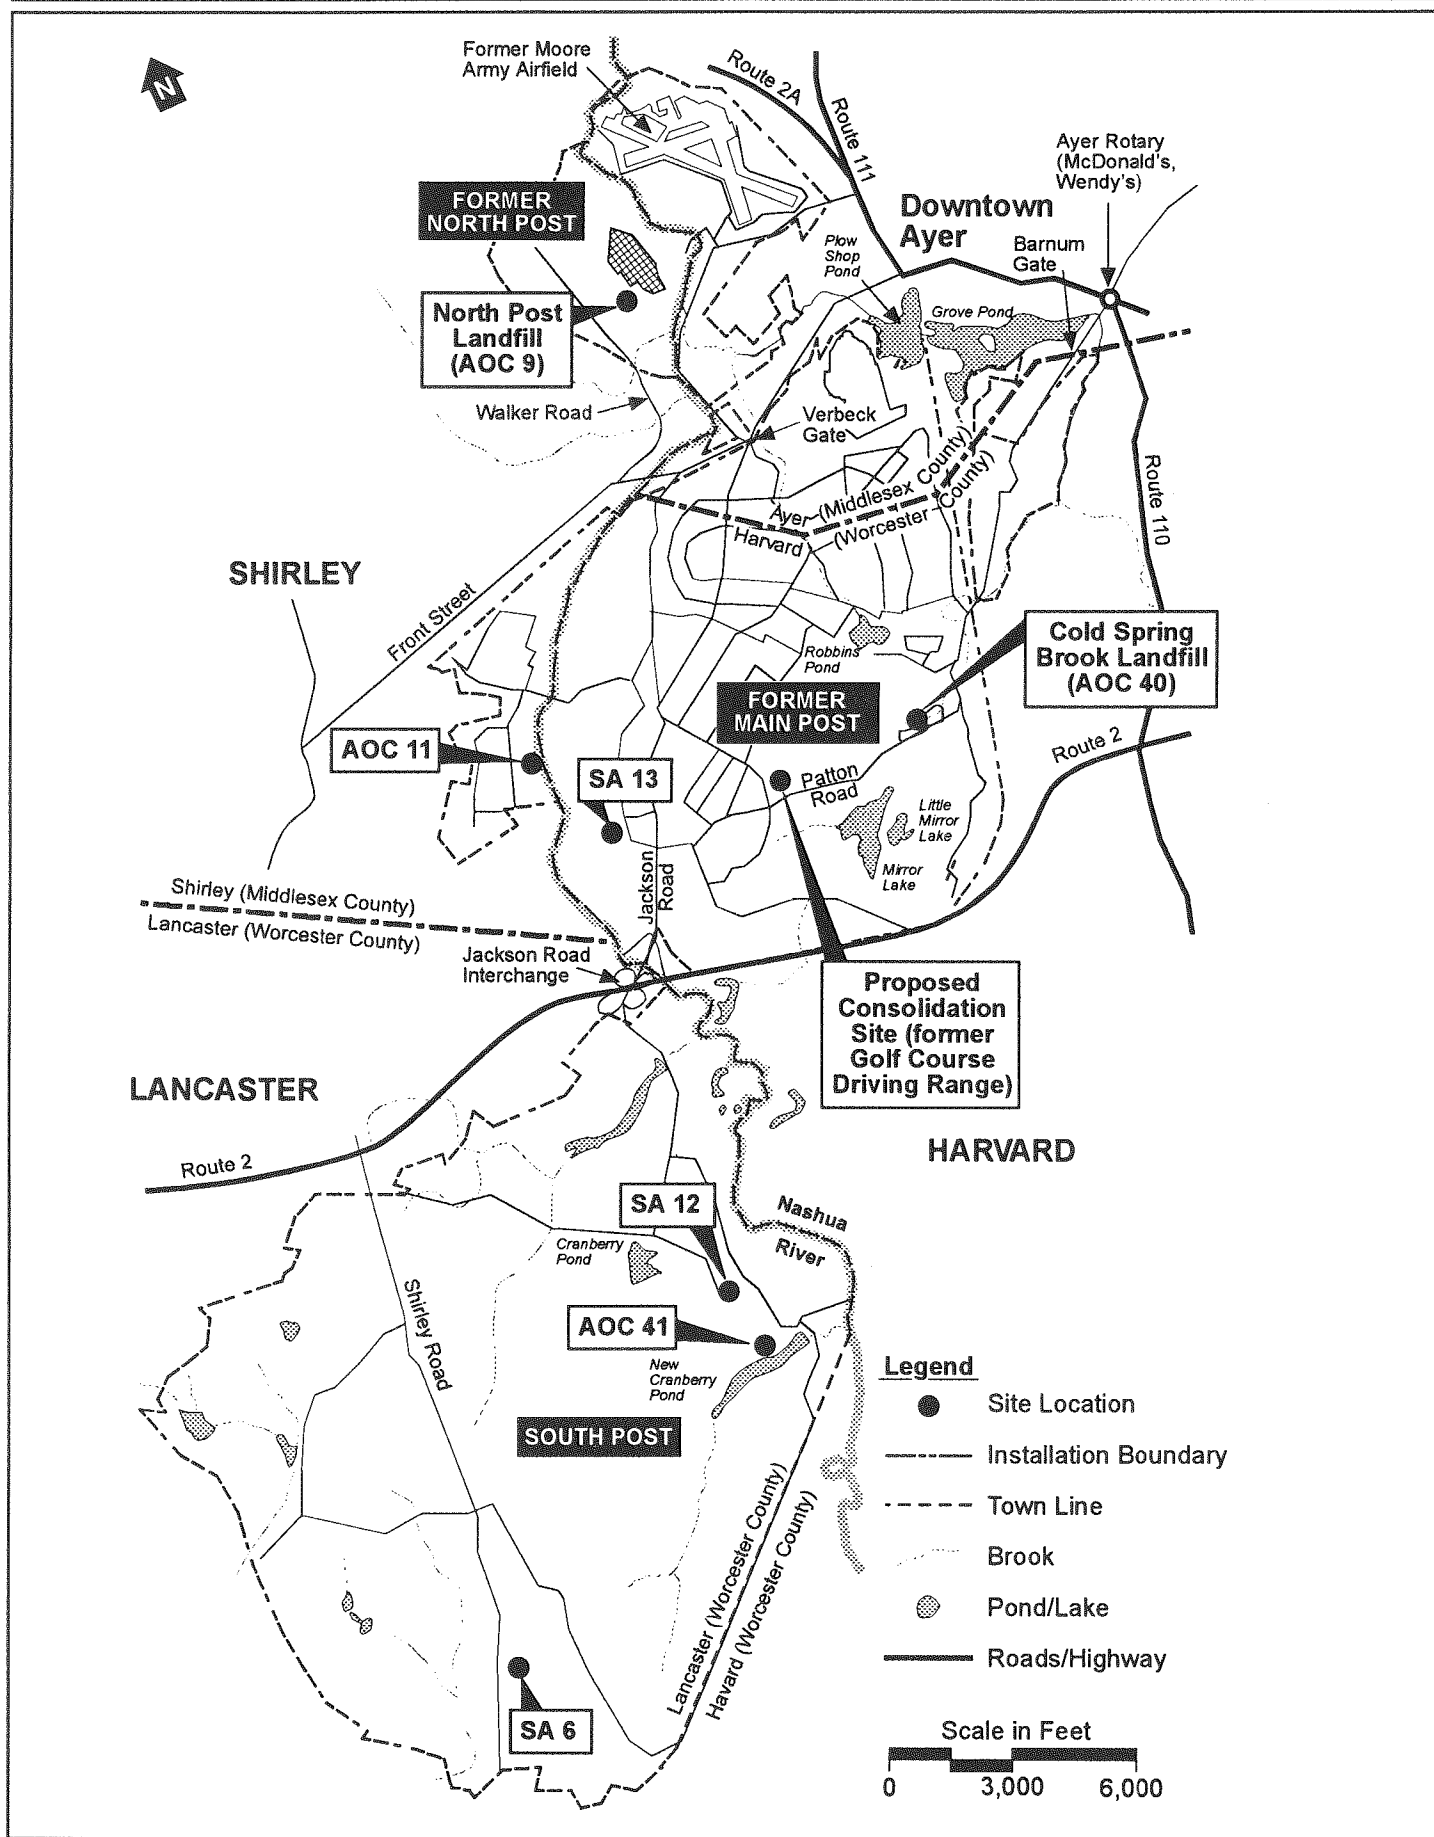 Former Moore
Army Airfield
N
Route 2A
Route 111
Ayer Rotary
(McDonald's,
Wendy's)
FORMER
NORTH POST
Downtown
Ayer
Plow
Shop
Pond
Barnum
Gate
Grove Pond
North Post
Landfill
(AOC 9)
Walker Road
Verbeck
Gate
Ayer (Middlesex County)
Harvard (Worcester County)
Route 110
SHIRLEY
Front Street
Robbins
Pond
Cold Spring
Brook Landfill
(AOC 40)
FORMER
MAIN POST
Route 2
AOC 11
SA 13
Patton
Road
Little
Mirror
Lake
Mirror
Lake
Jackson
Road
Shirley (Middlesex County)
Lancaster (Worcester County)
Jackson Road
Interchange
Proposed
Consolidation
Site (former
Golf Course
Driving Range)
LANCASTER
HARVARD
Route 2
SA 12
Nashua
River
Cranberry
Pond
Shirley Road
AOC 41
New
Cranberry
Pond
SOUTH POST
Lancaster (Worcester County)
Havard (Worcester County)
SA 6
Legend
Site Location
Installation Boundary
Town Line
Brook
Pond/Lake
Roads/Highway
Scale in Feet
0 3,000 6,000